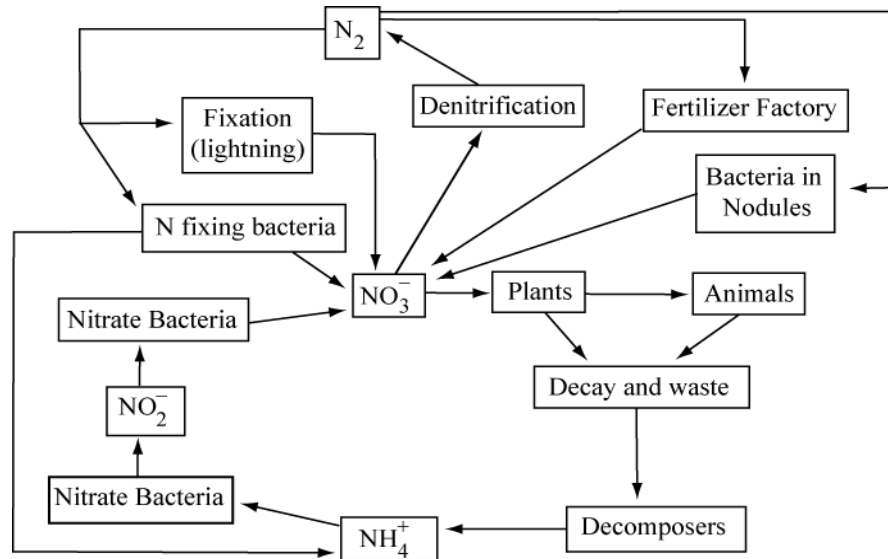 N₂
Denitrification
Fertilizer Factory
Fixation
(lightning)
Bacteria in
Nodules
N fixing bacteria
NO₃⁻
Plants
Animals
Nitrate Bacteria
Decay and waste
NO₂⁻
Nitrate Bacteria
Decomposers
NH₄⁺